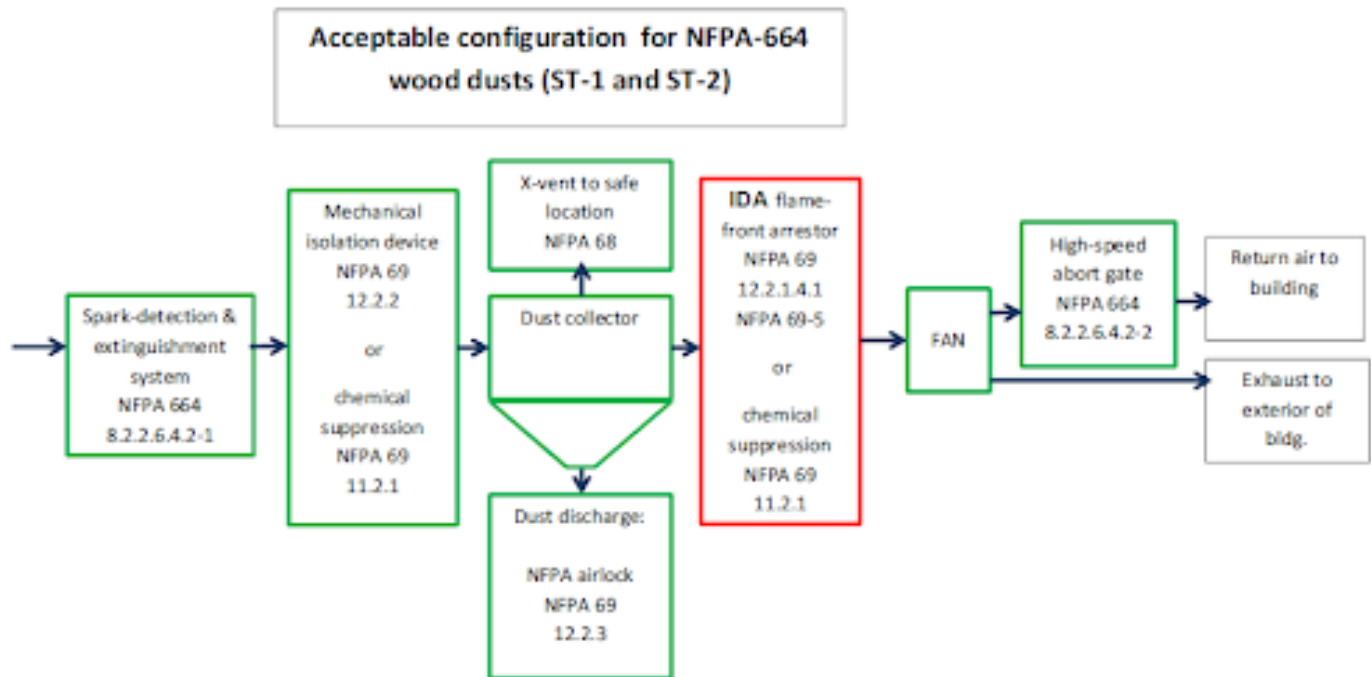 Acceptable configuration for NFPA-664
wood dusts (ST-1 and ST-2)
Spark-detection &
extinguishment
system
NFPA 664
8.2.2.6.4.2-1
Mechanical
isolation device
NFPA 69
12.2.2
or
chemical
suppression
NFPA 69
11.2.1
X-vent to safe
location
NFPA 68
Dust collector
Dust discharge:
NFPA airlock
NFPA 69
12.2.3
IDA flame-
front arrestor
NFPA 69
12.2.1.4.1
NFPA 69-5
or
chemical
suppression
NFPA 69
11.2.1
FAN
High-speed
abort gate
NFPA 664
8.2.2.6.4.2-2
Return air to
building
Exhaust to
exterior of
bldg.